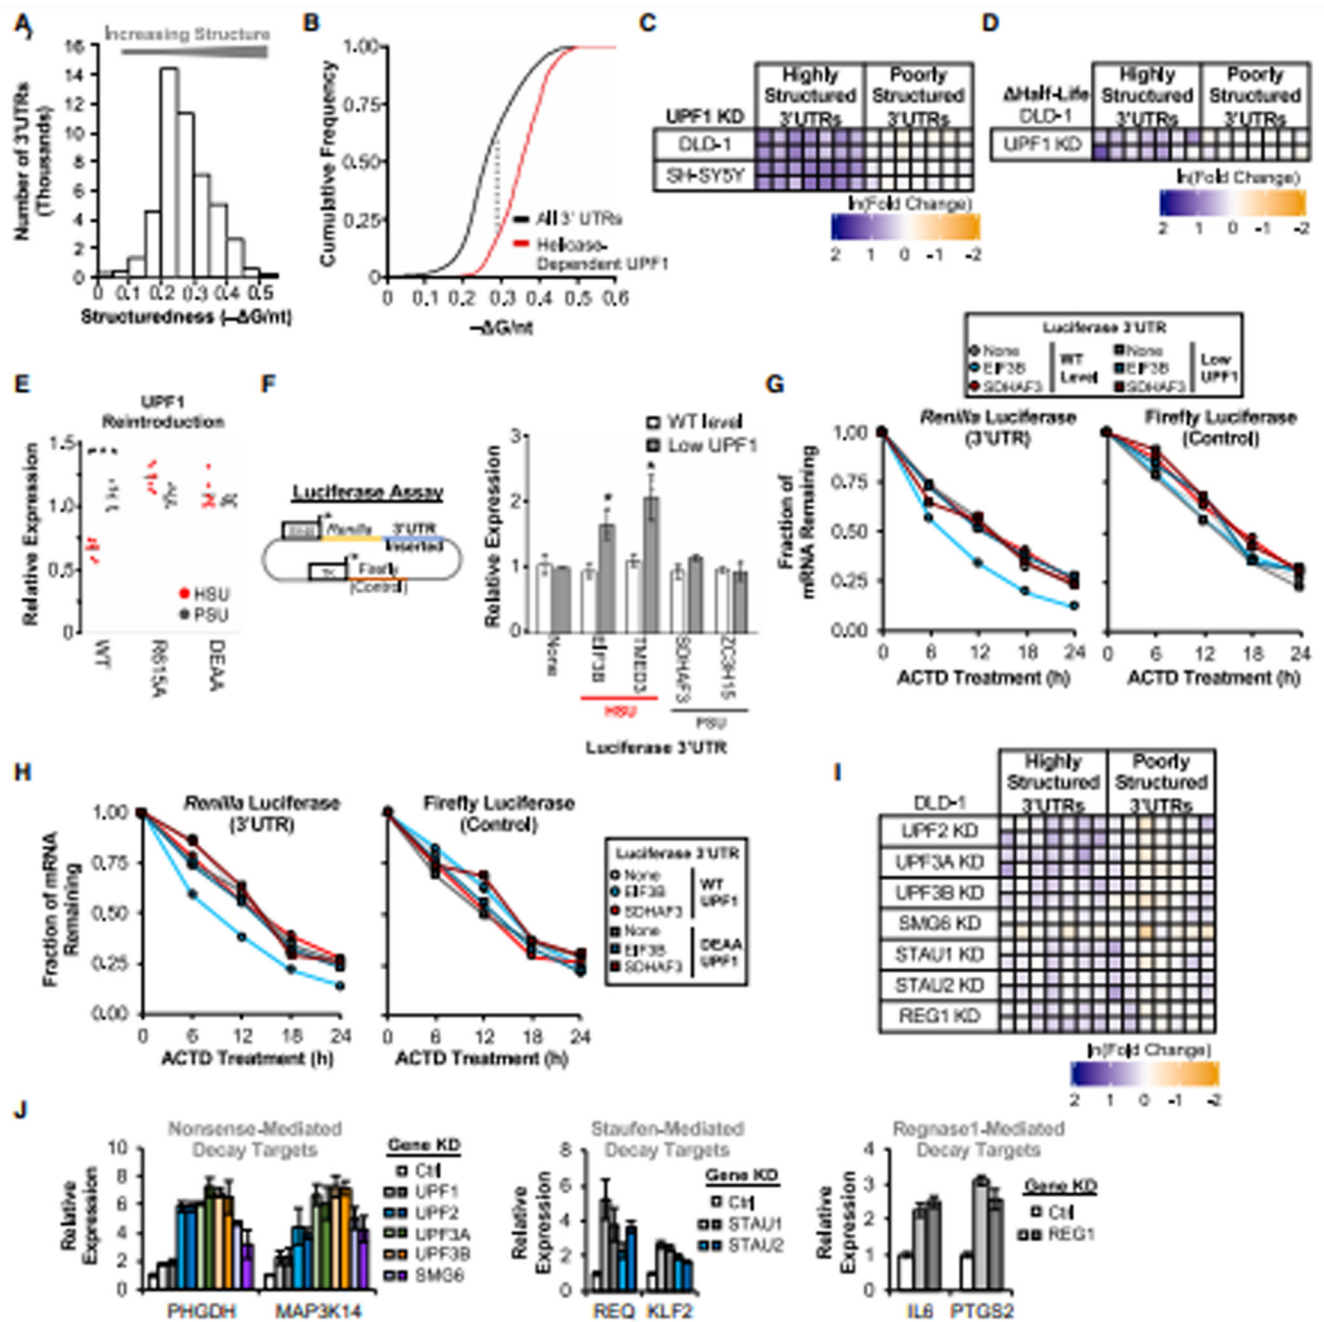 A
Increasing Structure
Number of 3'UTRs
(Thousands)
16
14
12
10
8
6
4
2
0
0 0.1 0.2 0.3 0.4 0.5
Structuredness (–ΔG/nt)
B
Cumulative Frequency
1.00
0.75
0.50
0.25
0
All 3' UTRs
Helicase-
Dependent UPF1
0 0.1 0.2 0.3 0.4 0.5 0.6
–ΔG/nt
C
Highly
Structured
3'UTRs
Poorly
Structured
3'UTRs
UPF1 KD
DLD-1
SH-SY5Y
ln(Fold Change)
2 1 0 -1 -2
D
Highly
Structured
3'UTRs
Poorly
Structured
3'UTRs
ΔHalf-Life
DLD-1
UPF1 KD
ln(Fold Change)
2 1 0 -1 -2
E
UPF1
Reintroduction
Relative Expression
1.5
1.0
0.5
0
HSU
PSU
WT
R615A
DEAA
F
Luciferase Assay
Renilla
3'UTR
Inserted
Firefly
(Control)
Relative Expression
3
2
1
0
WT level
Low UPF1
*
*
None
EIF3B
TMED3
SDHAF3
ZC3H15
HSU
PSU
Luciferase 3'UTR
G
Luciferase 3'UTR
None
EIF3B
SDHAF3
WT
Level
None
EIF3B
SDHAF3
Low
UPF1
Renilla Luciferase
(3'UTR)
Firefly Luciferase
(Control)
Fraction of
mRNA Remaining
1.00
0.75
0.50
0.25
0.00
0 6 12 18 24
ACTD Treatment (h)
0 6 12 18 24
ACTD Treatment (h)
H
Renilla Luciferase
(3'UTR)
Firefly Luciferase
(Control)
Fraction of mRNA
Remaining
1.00
0.75
0.50
0.25
0.00
0 6 12 18 24
ACTD Treatment (h)
0 6 12 18 24
ACTD Treatment (h)
Luciferase 3'UTR
None
EIF3B
SDHAF3
WT
UPF1
None
EIF3B
SDHAF3
DEAA
UPF1
I
Highly
Structured
3'UTRs
Poorly
Structured
3'UTRs
DLD-1
UPF2 KD
UPF3A KD
UPF3B KD
SMG6 KD
STAU1 KD
STAU2 KD
REG1 KD
ln(Fold Change)
2 1 0 -1 -2
J
Nonsense-Mediated
Decay Targets
Relative
Expression
10
8
6
4
2
0
PHGDH MAP3K14
Gene KD
Ctrl
UPF1
UPF2
UPF3A
UPF3B
SMG6
Staufen-Mediated
Decay Targets
Relative
Expression
8
6
4
2
0
REQ KLF2
Gene KD
Ctrl
STAU1
STAU2
Regnase1-Mediated
Decay Targets
Relative
Expression
4
3
2
1
0
IL6 PTGS2
Gene KD
Ctrl
REG1